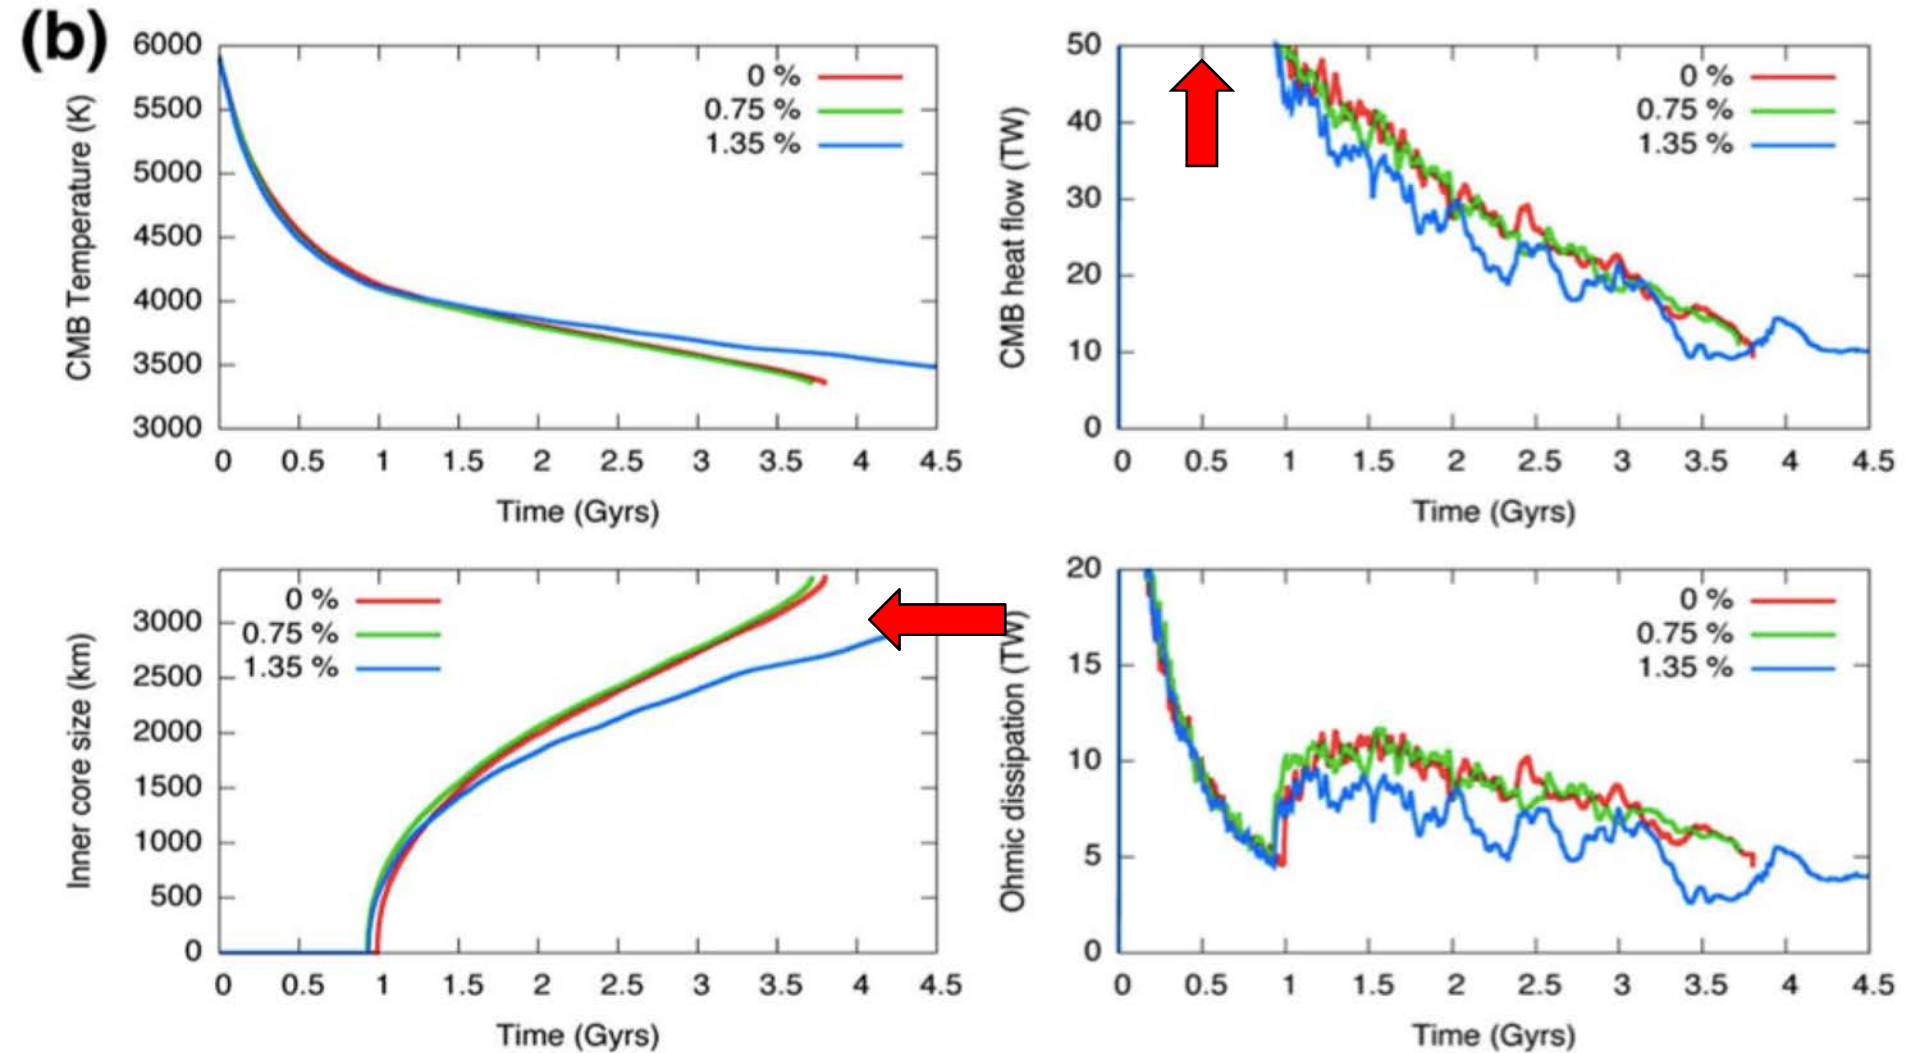 (b)
6000
5500
5000
4500
4000
3500
3000
CMB Temperature (K)
0 %
0.75 %
1.35 %
0 0.5 1 1.5 2 2.5 3 3.5 4 4.5
Time (Gyrs)
50
40
30
20
10
0
CMB heat flow (TW)
0 %
0.75 %
1.35 %
0 0.5 1 1.5 2 2.5 3 3.5 4 4.5
Time (Gyrs)
3000
2500
2000
1500
1000
500
0
Inner core size (km)
0 %
0.75 %
1.35 %
0 0.5 1 1.5 2 2.5 3 3.5 4 4.5
Time (Gyrs)
20
15
10
5
0
Ohmic dissipation (TW)
0 %
0.75 %
1.35 %
0 0.5 1 1.5 2 2.5 3 3.5 4 4.5
Time (Gyrs)